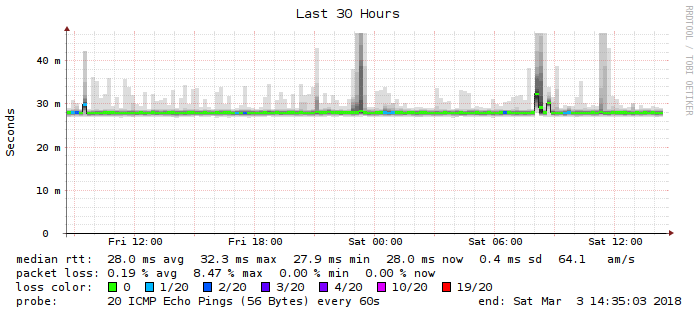 Last 30 Hours
RRDTOOL / TOBI OETIKER
Seconds
40 m
30 m
20 m
10 m
0
Fri 12:00 Fri 18:00 Sat 00:00 Sat 06:00 Sat 12:00
median rtt: 28.0 ms avg 32.3 ms max 27.9 ms min 28.0 ms now 0.4 ms sd 64.1 am/s
packet loss: 0.19 % avg 8.47 % max 0.00 % min 0.00 % now
loss color: 0 1/20 2/20 3/20 4/20 10/20 19/20
probe: 20 ICMP Echo Pings (56 Bytes) every 60s end: Sat Mar 3 14:35:03 2018